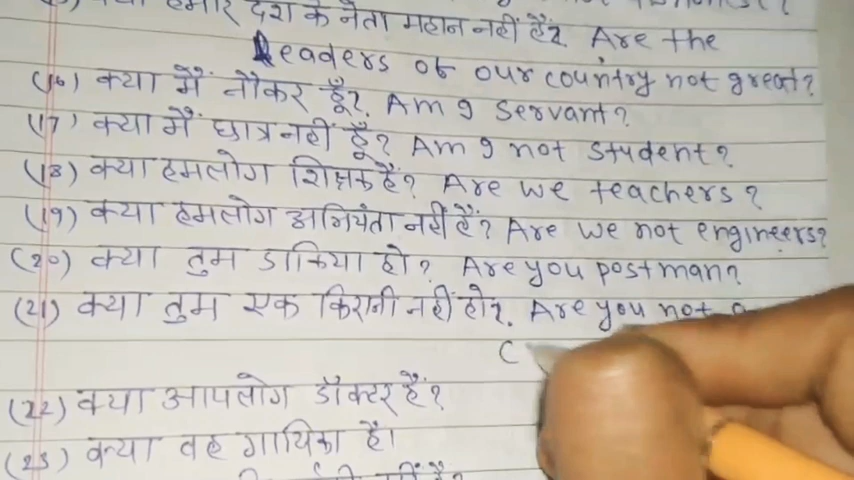 हमारे देश के नेता महान नहीं हैं? Are the
Leaders of our country not great?
(16) क्या मैं नौकर हूँ? Am I servant?
(17) क्या मैं छात्र नहीं हूँ? Am I not student?
(18) क्या हमलोग शिक्षक हैं? Are we teachers?
(19) क्या हमलोग अभियंता नहीं हैं? Are we not engineers?
(20) क्या तुम डाकिया हो? Are you postman?
(21) क्या तुम एक किरानी नहीं हो? Are you not a
C
(22) क्या आपलोग डॉक्टर हैं?
(23) क्या वह गायिका है।